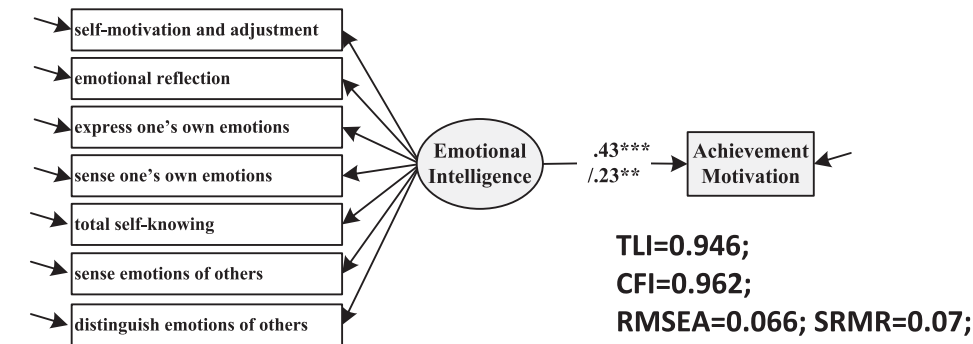 self-motivation and adjustment
emotional reflection
express one's own emotions
sense one's own emotions
total self-knowing
sense emotions of others
distinguish emotions of others
Emotional
Intelligence
.43***
/.23**
Achievement
Motivation
TLI=0.946;
CFI=0.962;
RMSEA=0.066; SRMR=0.07;